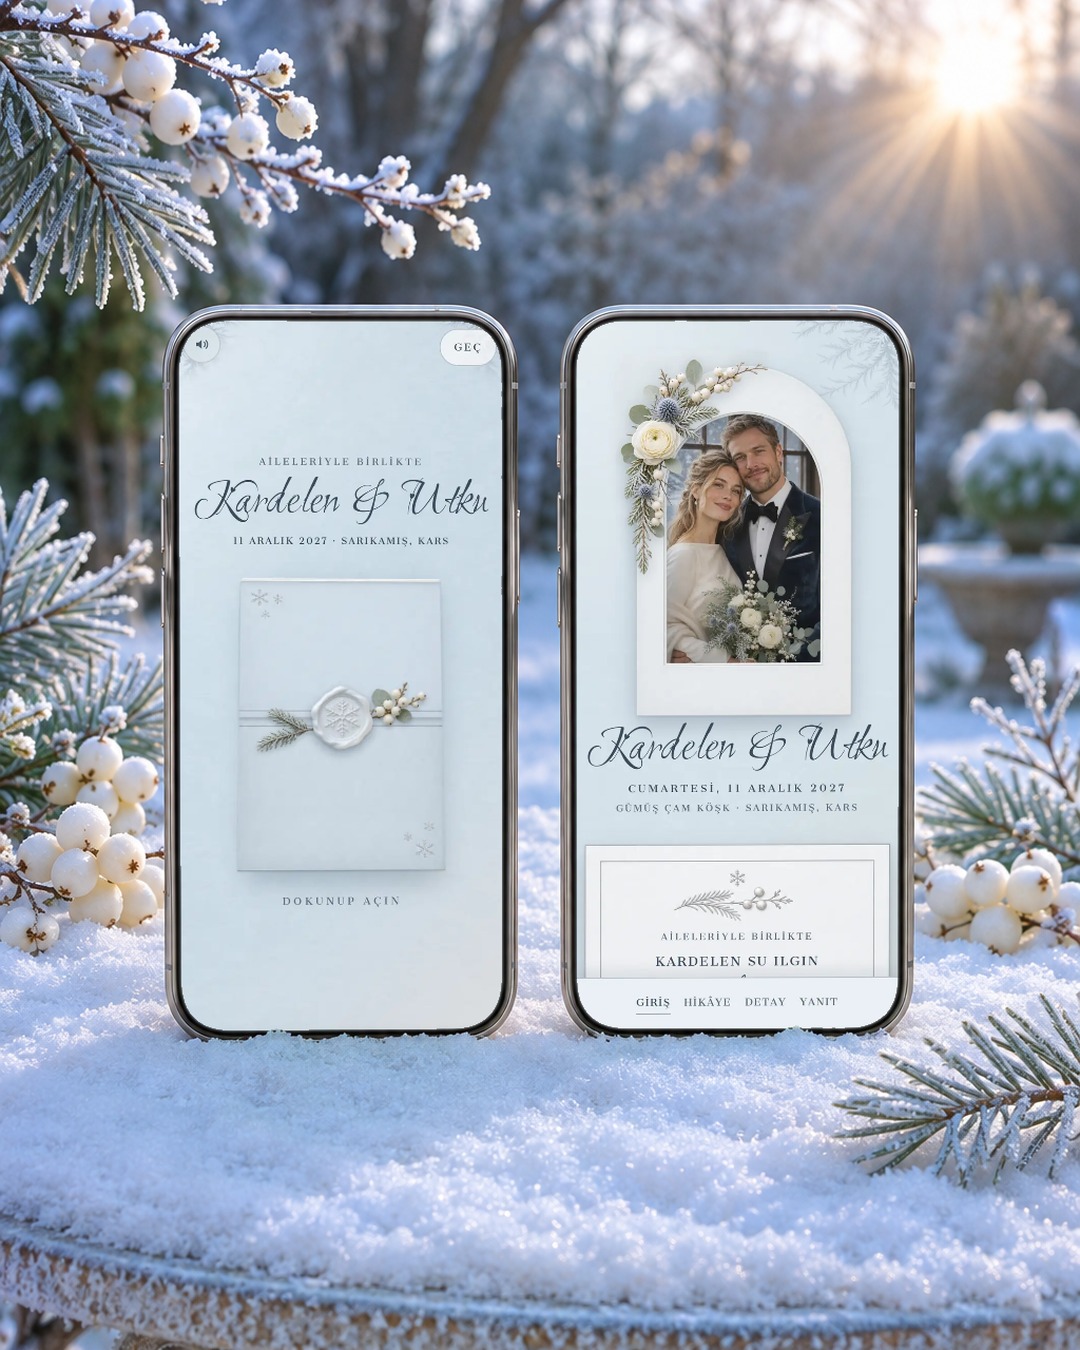 GEÇ
AİLELERİYLE BİRLİKTE
Kardelen & Utku
11 ARALIK 2027 · SARIKAMIŞ, KARS
DOKUNUP AÇIN
Kardelen & Utku
CUMARTESİ, 11 ARALIK 2027
GÜMÜŞ ÇAM KÖŞK · SARIKAMIŞ, KARS
AİLELERİYLE BİRLİKTE
KARDELEN SU ILGIN
GİRİŞ HİKÂYE DETAY YANIT